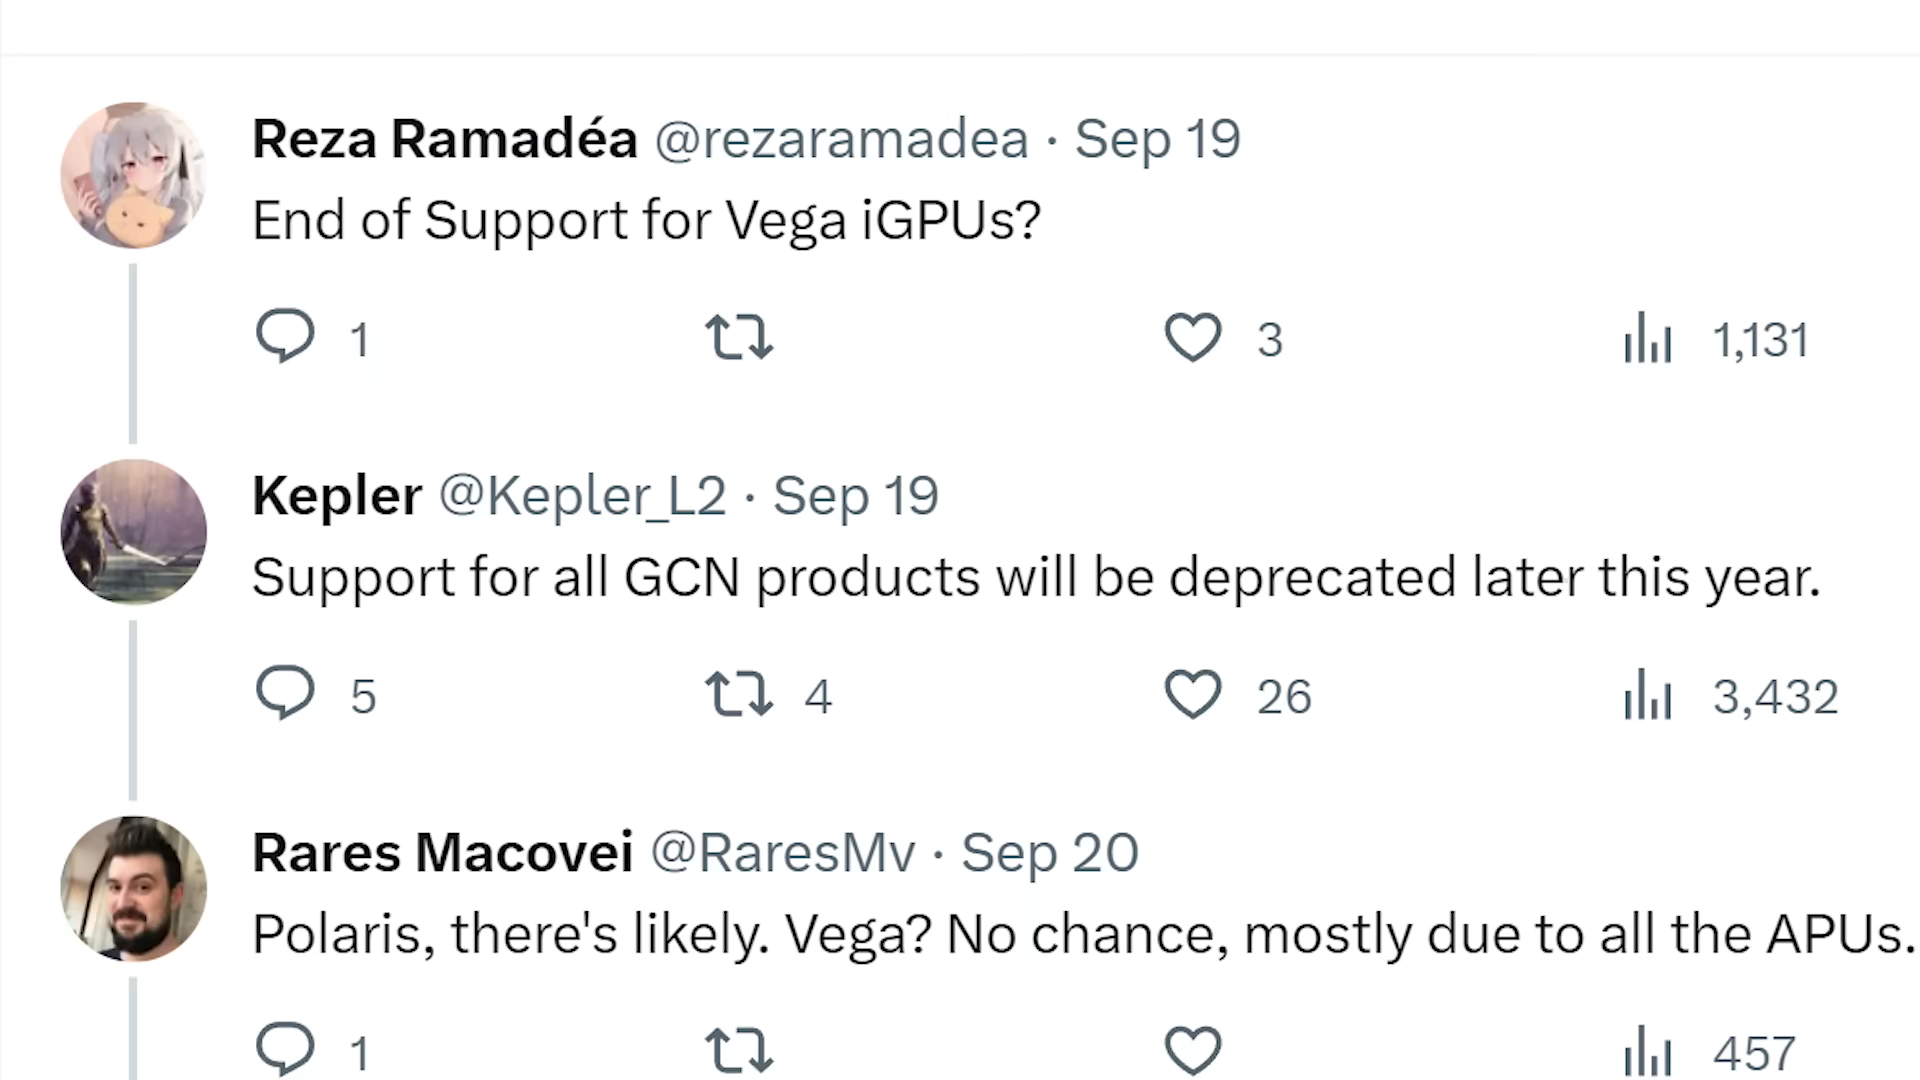 Reza Ramadéa @rezaramadea · Sep 19
End of Support for Vega iGPUs?
1 3 1,131
Kepler @Kepler_L2 · Sep 19
Support for all GCN products will be deprecated later this year.
5 4 26 3,432
Rares Macovei @RaresMv · Sep 20
Polaris, there's likely. Vega? No chance, mostly due to all the APUs.
1 457